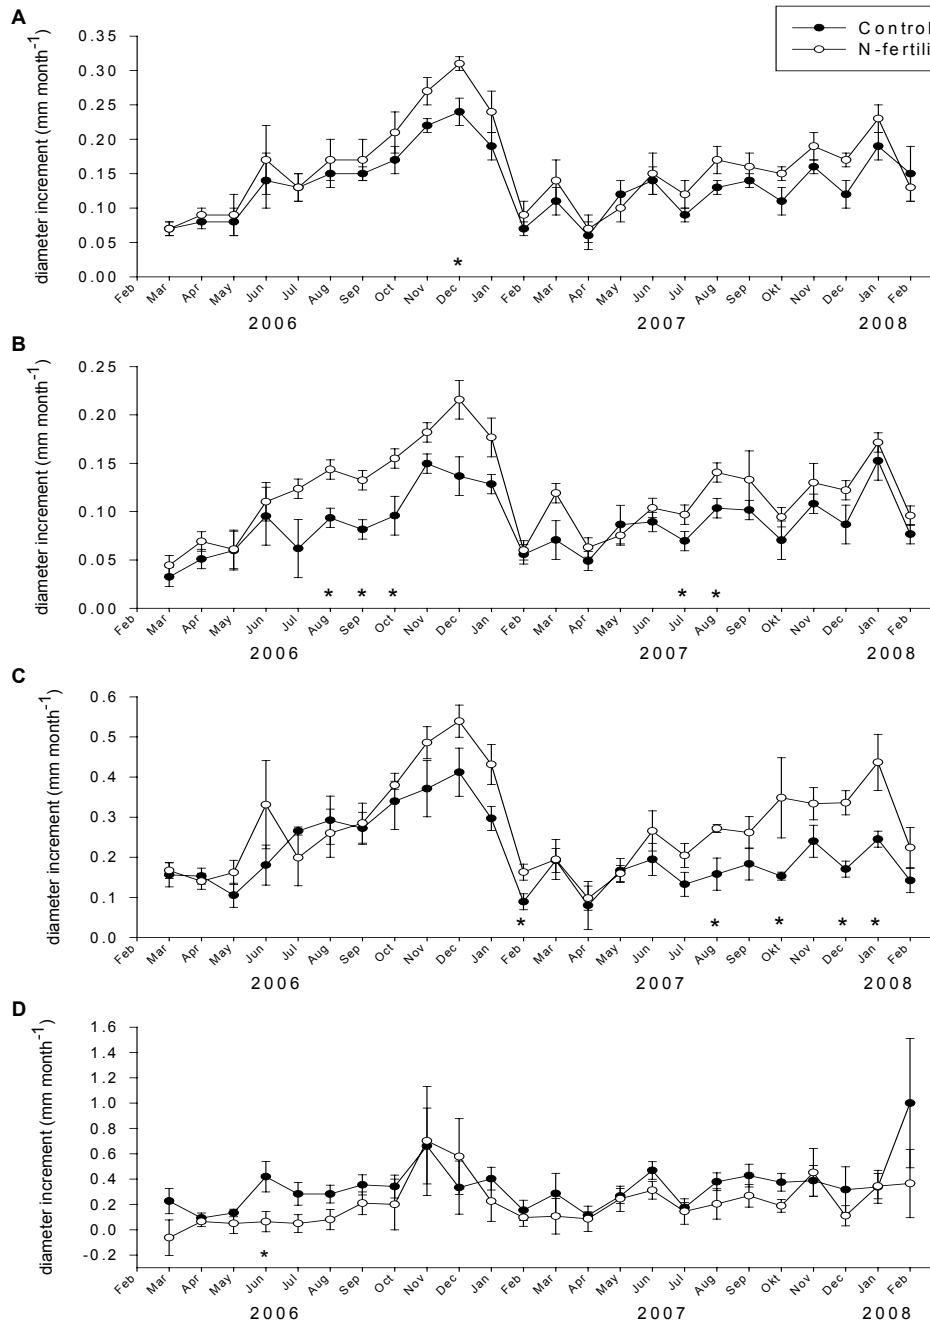 A
Control
N-fertili
diameter increment (mm month-1)
0.35
0.30
0.25
0.20
0.15
0.10
0.05
0.00
*
Feb Mar Apr May Jun Jul Aug Sep Oct Nov Dec Jan Feb Mar Apr May Jun Jul Aug Sep Okt Nov Dec Jan Feb
2006 2007 2008
B
diameter increment (mm month-1)
0.25
0.20
0.15
0.10
0.05
0.00
* * * * *
Feb Mar Apr May Jun Jul Aug Sep Oct Nov Dec Jan Feb Mar Apr May Jun Jul Aug Sep Okt Nov Dec Jan Feb
2006 2007 2008
C
diameter increment (mm month-1)
0.6
0.5
0.4
0.3
0.2
0.1
0.0
* * * * *
Feb Mar Apr May Jun Jul Aug Sep Oct Nov Dec Jan Feb Mar Apr May Jun Jul Aug Sep Okt Nov Dec Jan Feb
2006 2007 2008
D
diameter increment (mm month-1)
1.6
1.4
1.2
1.0
0.8
0.6
0.4
0.2
0.0
-0.2
*
Feb Mar Apr May Jun Jul Aug Sep Oct Nov Dec Jan Feb Mar Apr May Jun Jul Aug Sep Okt Nov Dec Jan Feb
2006 2007 2008